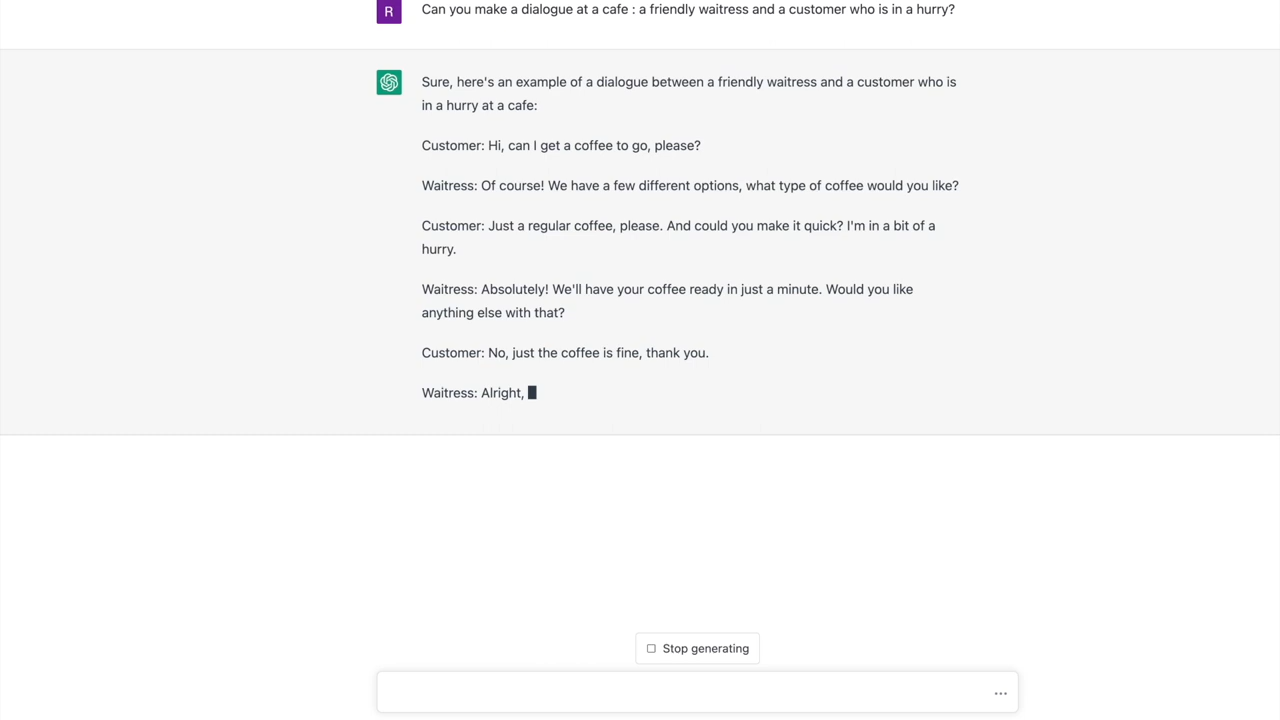 R
Can you make a dialogue at a cafe : a friendly waitress and a customer who is in a hurry?
Sure, here's an example of a dialogue between a friendly waitress and a customer who is
in a hurry at a cafe:
Customer: Hi, can I get a coffee to go, please?
Waitress: Of course! We have a few different options, what type of coffee would you like?
Customer: Just a regular coffee, please. And could you make it quick? I'm in a bit of a
hurry.
Waitress: Absolutely! We'll have your coffee ready in just a minute. Would you like
anything else with that?
Customer: No, just the coffee is fine, thank you.
Waitress: Alright,
Stop generating